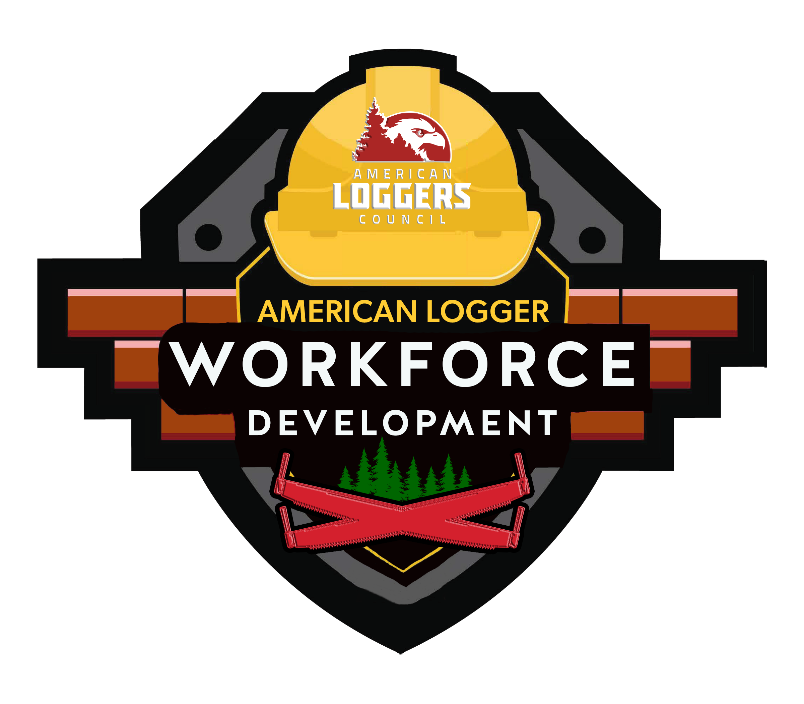 AMERICAN
LOGGERS
COUNCIL
AMERICAN LOGGER
WORKFORCE
DEVELOPMENT